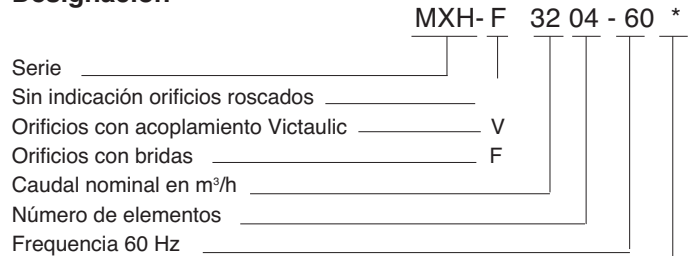 MXH- F 32 04 - 60 *
Serie
Sin indicación orificios roscados
Orificios con acoplamiento Victaulic V
Orificios con bridas F
Caudal nominal en m³/h
Número de elementos
Frequencia 60 Hz